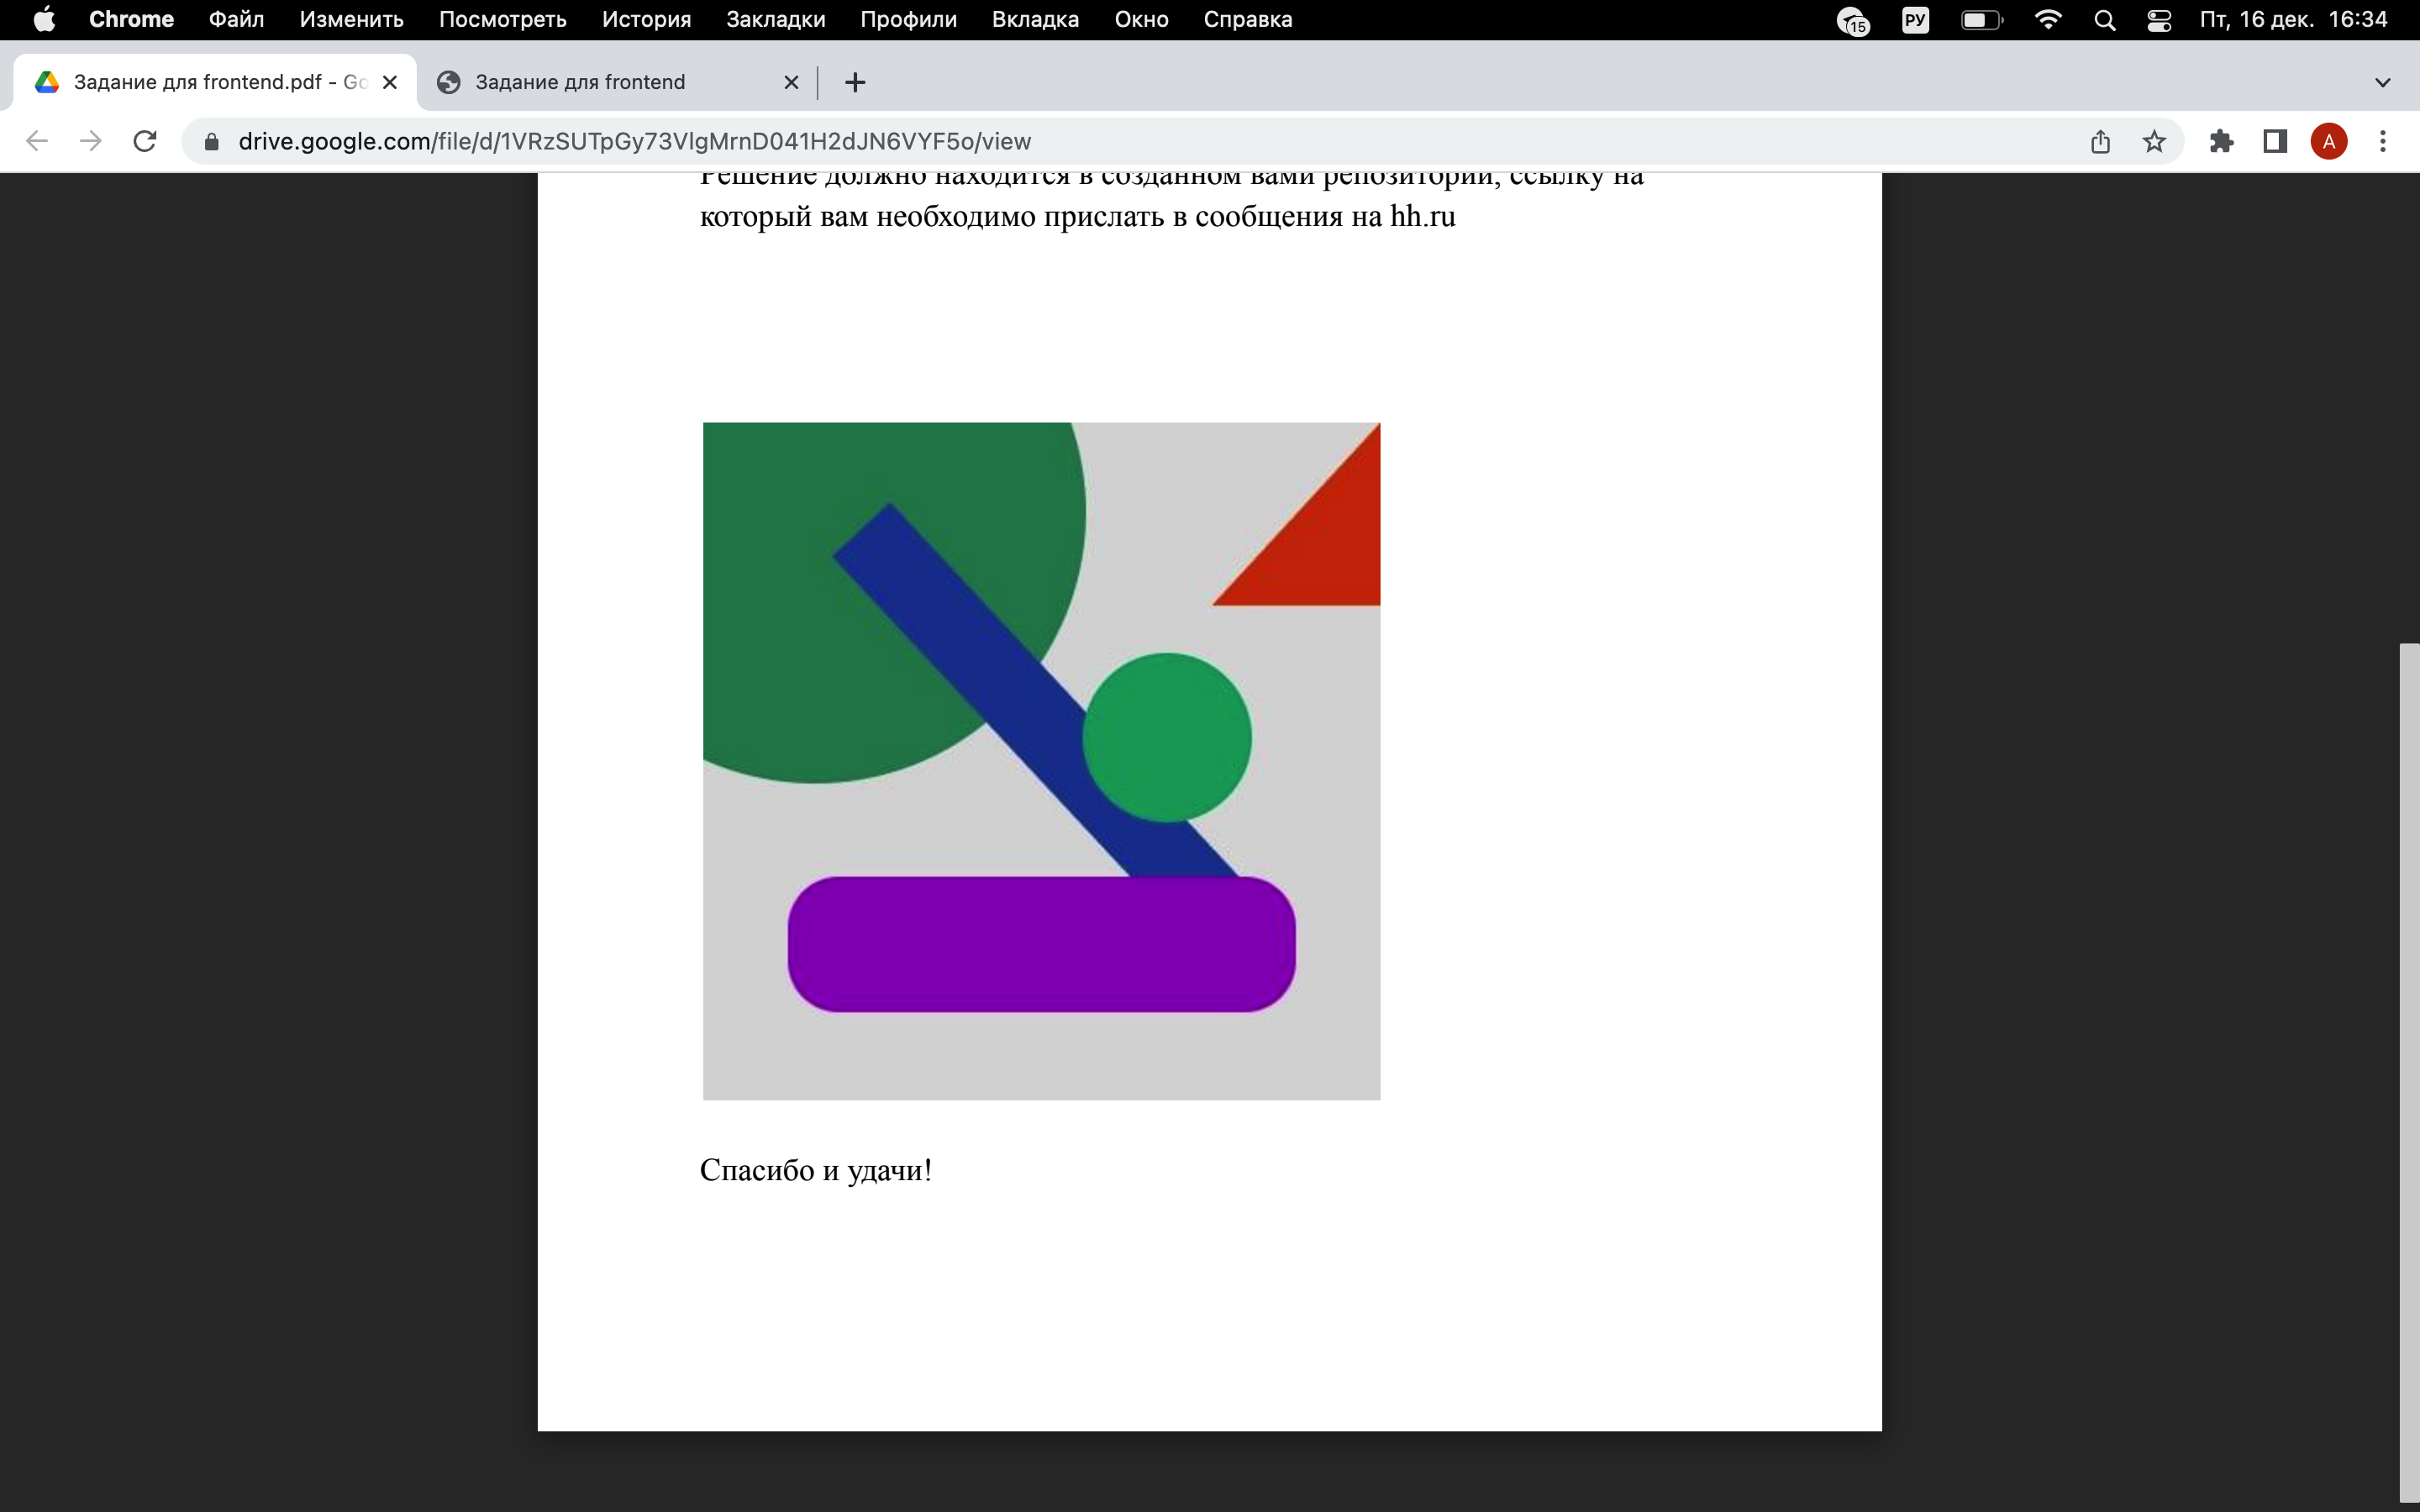 Chrome Файл Изменить Посмотреть История Закладки Профили Вкладка Окно Справка 15 РУ Пт, 16 дек. 16:34
Задание для frontend.pdf - Go Задание для frontend
drive.google.com/file/d/1VRzSUTpGy73VlgMrnD041H2dJN6VYF5o/view A
Решение должно находится в созданном вами репозитории, ссылку на
который вам необходимо прислать в сообщения на hh.ru
Спасибо и удачи!